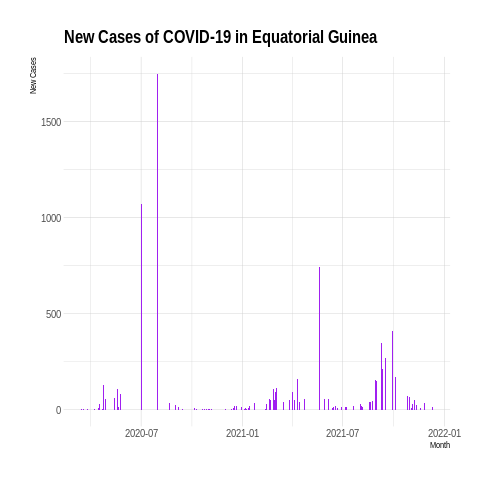 New Cases of COVID-19 in Equatorial Guinea
New Cases
1500
1000
500
0
2020-07 2021-01 2021-07 2022-01
Month